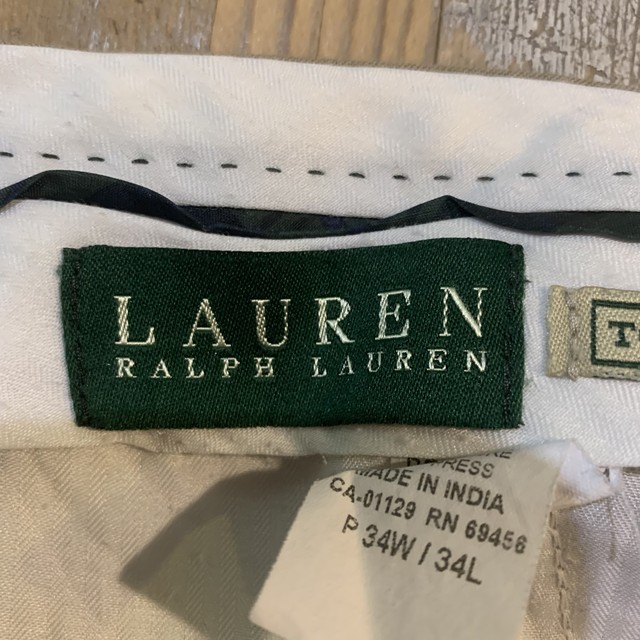 LAUREN
RALPH LAUREN
T
MADE IN INDIA
CA-01129 RN 69456
P 34W / 34L